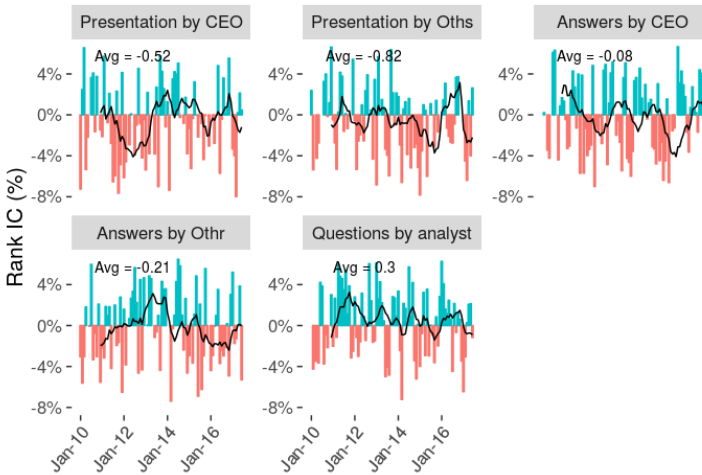 Presentation by CEO
Presentation by Oths
Answers by CEO
Avg = -0.52
Avg = -0.82
Avg = -0.08
4%
0%
-4%
-8%
4%
0%
-4%
-8%
4%
0%
-4%
-8%
Rank IC (%)
Answers by Othr
Questions by analyst
Avg = -0.21
Avg = 0.3
4%
0%
-4%
-8%
4%
0%
-4%
-8%
Jan-10
Jan-12
Jan-14
Jan-16
Jan-10
Jan-12
Jan-14
Jan-16